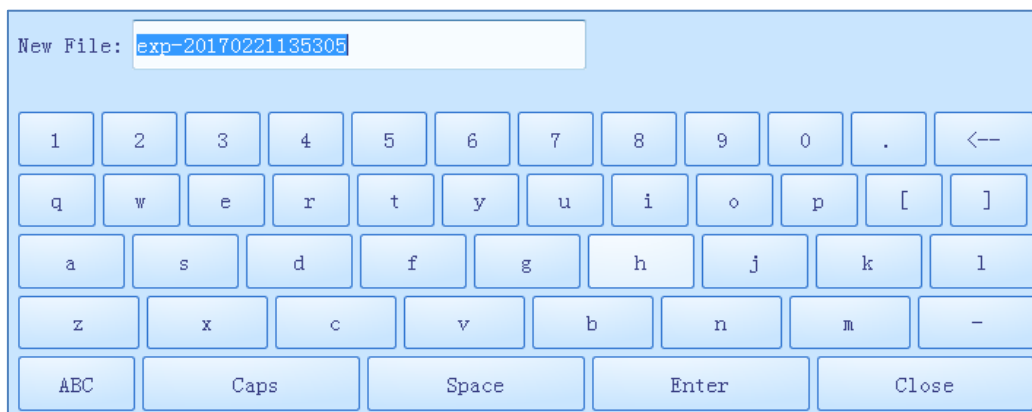 New File: exp-20170221135305
1 2 3 4 5 6 7 8 9 0 . <--
q w e r t y u i o p [ ]
a s d f g h j k l
z x c v b n m -
ABC Caps Space Enter Close